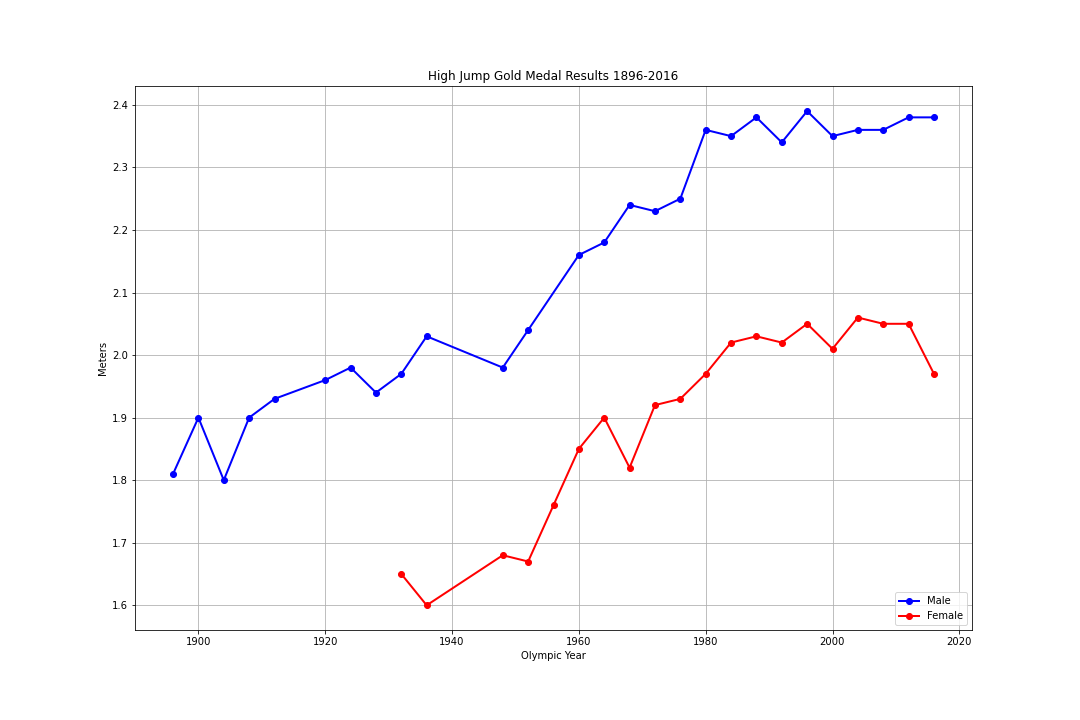 High Jump Gold Medal Results 1896-2016
2.4
2.3
2.2
2.1
2.0
1.9
1.8
1.7
1.6
Meters
1900 1920 1940 1960 1980 2000 2020
Olympic Year
Male
Female